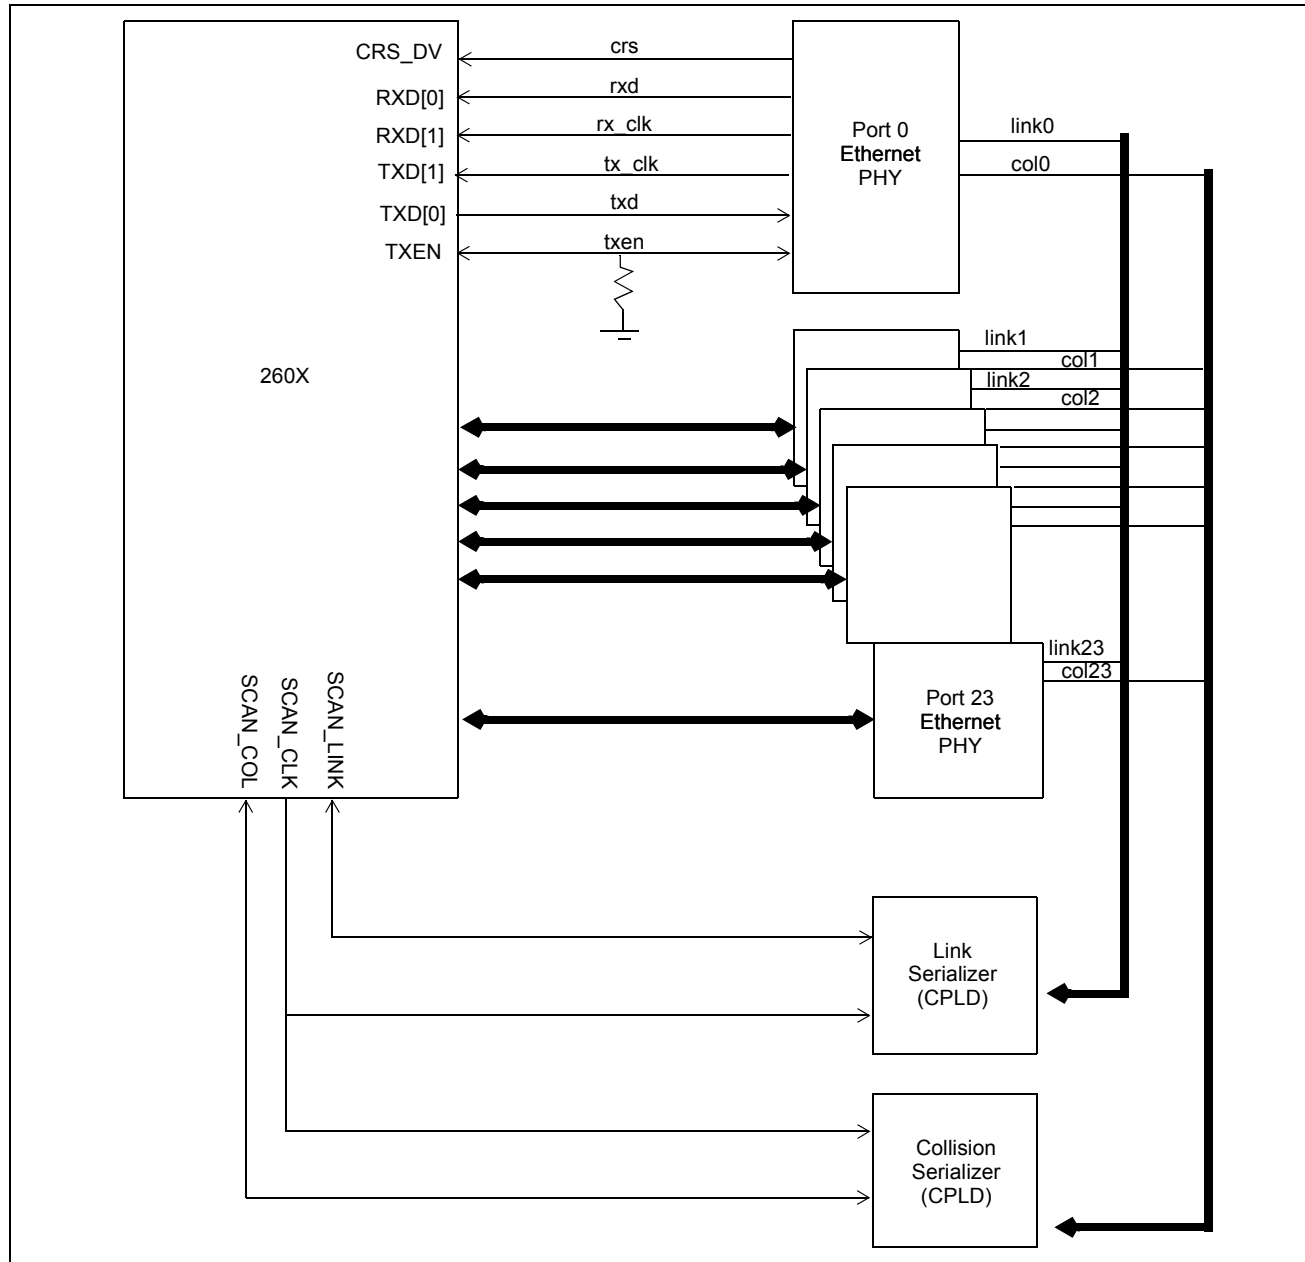 CRS_DV
crs
RXD[0]
rxd
RXD[1]
rx_clk
TXD[1]
tx_clk
TXD[0]
txd
TXEN
txen
Port 0
Ethernet
PHY
link0
col0
260X
link1
col1
link2
col2
link23
col23
Port 23
Ethernet
PHY
SCAN_COL
SCAN_CLK
SCAN_LINK
Link
Serializer
(CPLD)
Collision
Serializer
(CPLD)